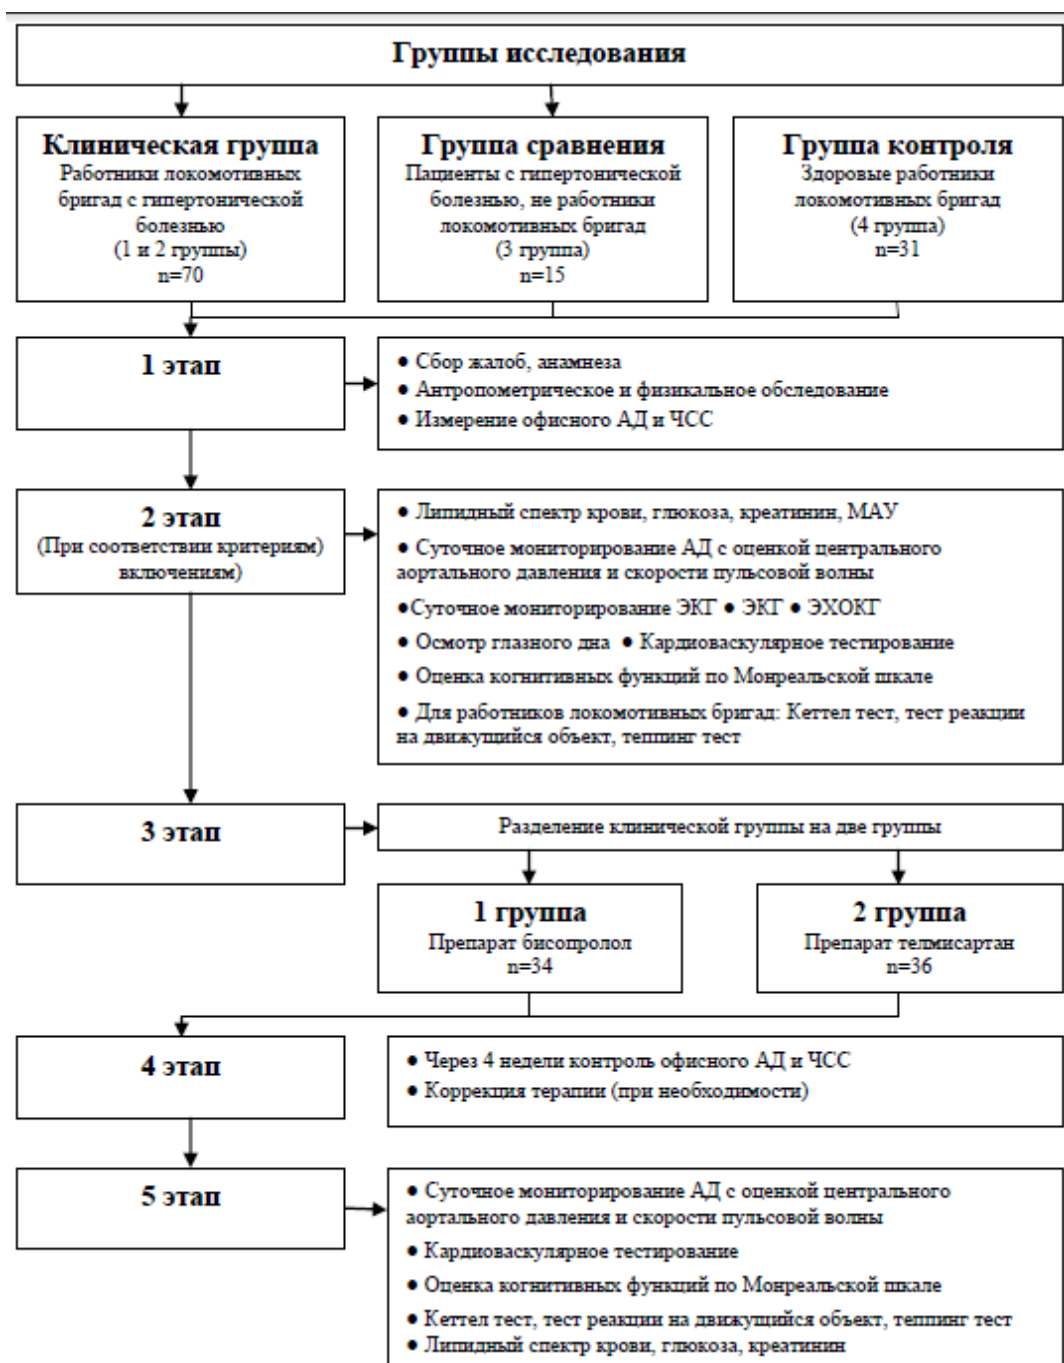 Группы исследования
Клиническая группа
Работники локомотивных
бригад с гипертонической
болезнью
(1 и 2 группы)
n=70
Группа сравнения
Пациенты с гипертонической
болезнью, не работники
локомотивных бригад
(3 группа)
n=15
Группа контроля
Здоровые работники
локомотивных бригад
(4 группа)
n=31
1 этап
● Сбор жалоб, анамнеза
● Антропометрическое и физикальное обследование
● Измерение офисного АД и ЧСС
2 этап
(При соответствии критериям)
включениям)
● Липидный спектр крови, глюкоза, креатинин, МАУ
● Суточное мониторирование АД с оценкой центрального
аортального давления и скорости пульсовой волны
●Суточное мониторирование ЭКГ ● ЭКГ ● ЭХОКГ
● Осмотр глазного дна ● Кардиоваскулярное тестирование
● Оценка когнитивных функций по Монреальской шкале
● Для работников локомотивных бригад: Кеттел тест, тест реакции
на движущийся объект, теппинг тест
3 этап
Разделение клинической группы на две группы
1 группа
Препарат бисопролол
n=34
2 группа
Препарат телмисартан
n=36
4 этап
● Через 4 недели контроль офисного АД и ЧСС
● Коррекция терапии (при необходимости)
5 этап
● Суточное мониторирование АД с оценкой центрального
аортального давления и скорости пульсовой волны
● Кардиоваскулярное тестирование
● Оценка когнитивных функций по Монреальской шкале
● Кеттел тест, тест реакции на движущийся объект, теппинг тест
● Липидный спектр крови, глюкоза, креатинин